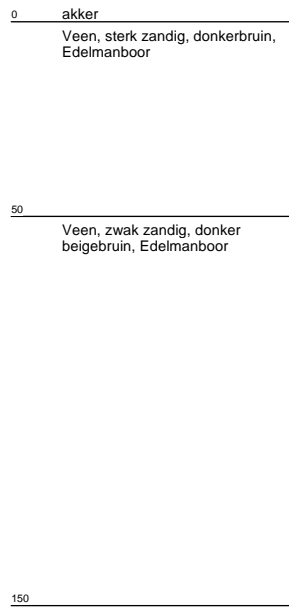 0 akker
Veen, sterk zandig, donkerbruin,
Edelmanboor
50
Veen, zwak zandig, donker
beigebruin, Edelmanboor
150